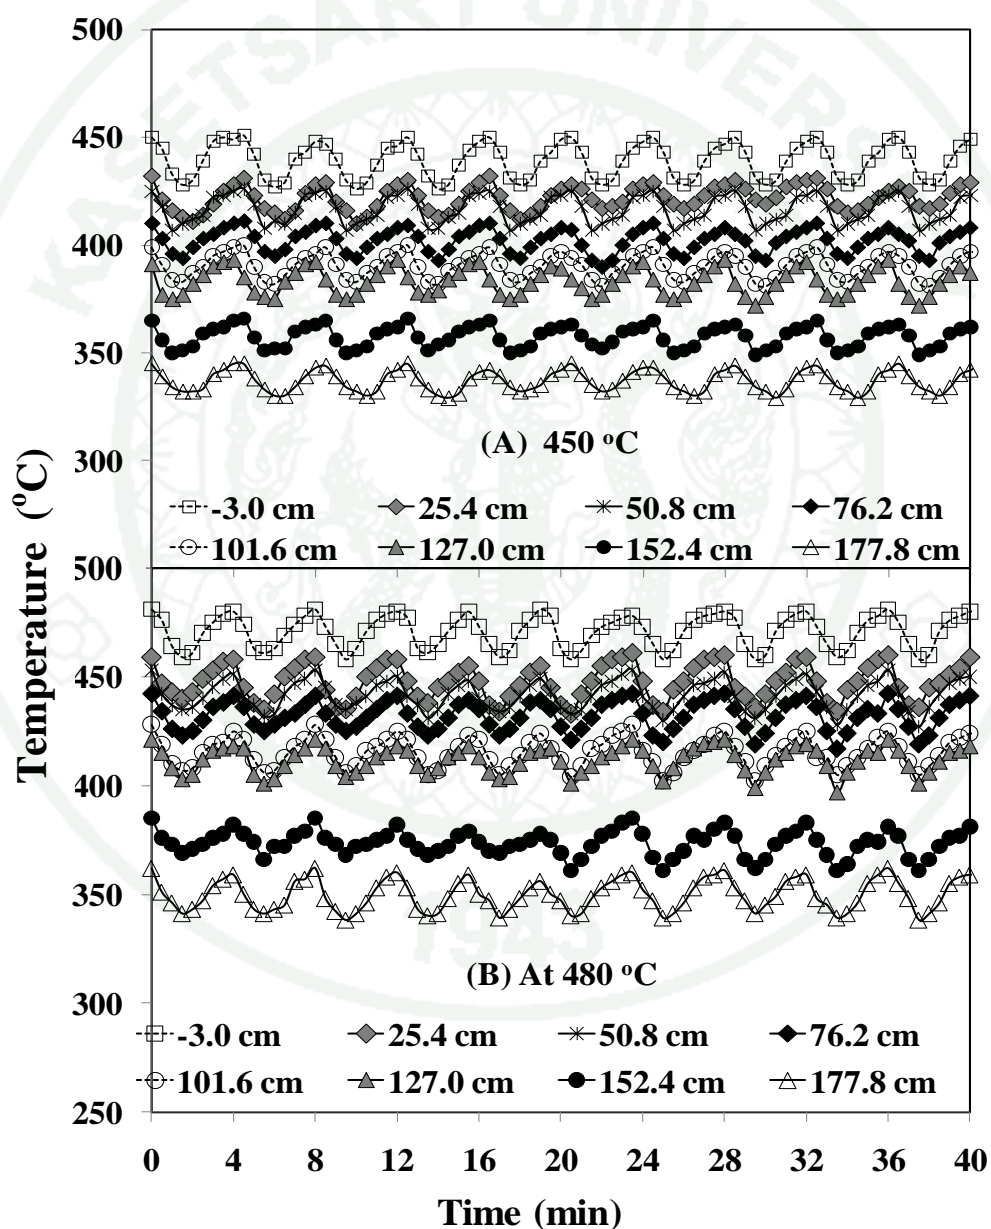 KASETSART UNIVERSITY
500
450
400
350
300
(A) 450 °C
-3.0 cm 25.4 cm 50.8 cm 76.2 cm
101.6 cm 127.0 cm 152.4 cm 177.8 cm
Temperature (°C)
500
450
400
350
300
250
1943
(B) At 480 °C
-3.0 cm 25.4 cm 50.8 cm 76.2 cm
101.6 cm 127.0 cm 152.4 cm 177.8 cm
0 4 8 12 16 20 24 28 32 36 40
Time (min)